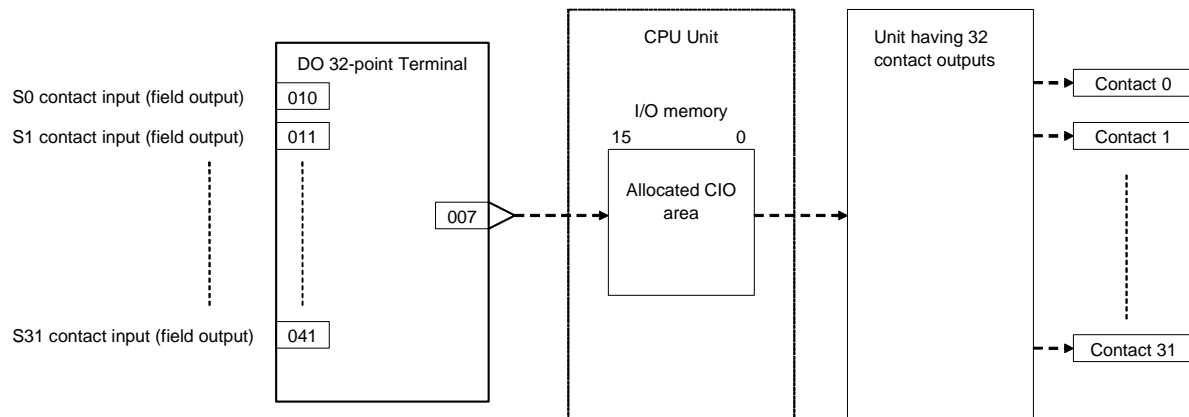 DO 32-point Terminal
S0 contact input (field output)
010
S1 contact input (field output)
011
007
S31 contact input (field output)
041
CPU Unit
I/O memory
15 0
Allocated CIO
area
Unit having 32
contact outputs
Contact 0
Contact 1
Contact 31